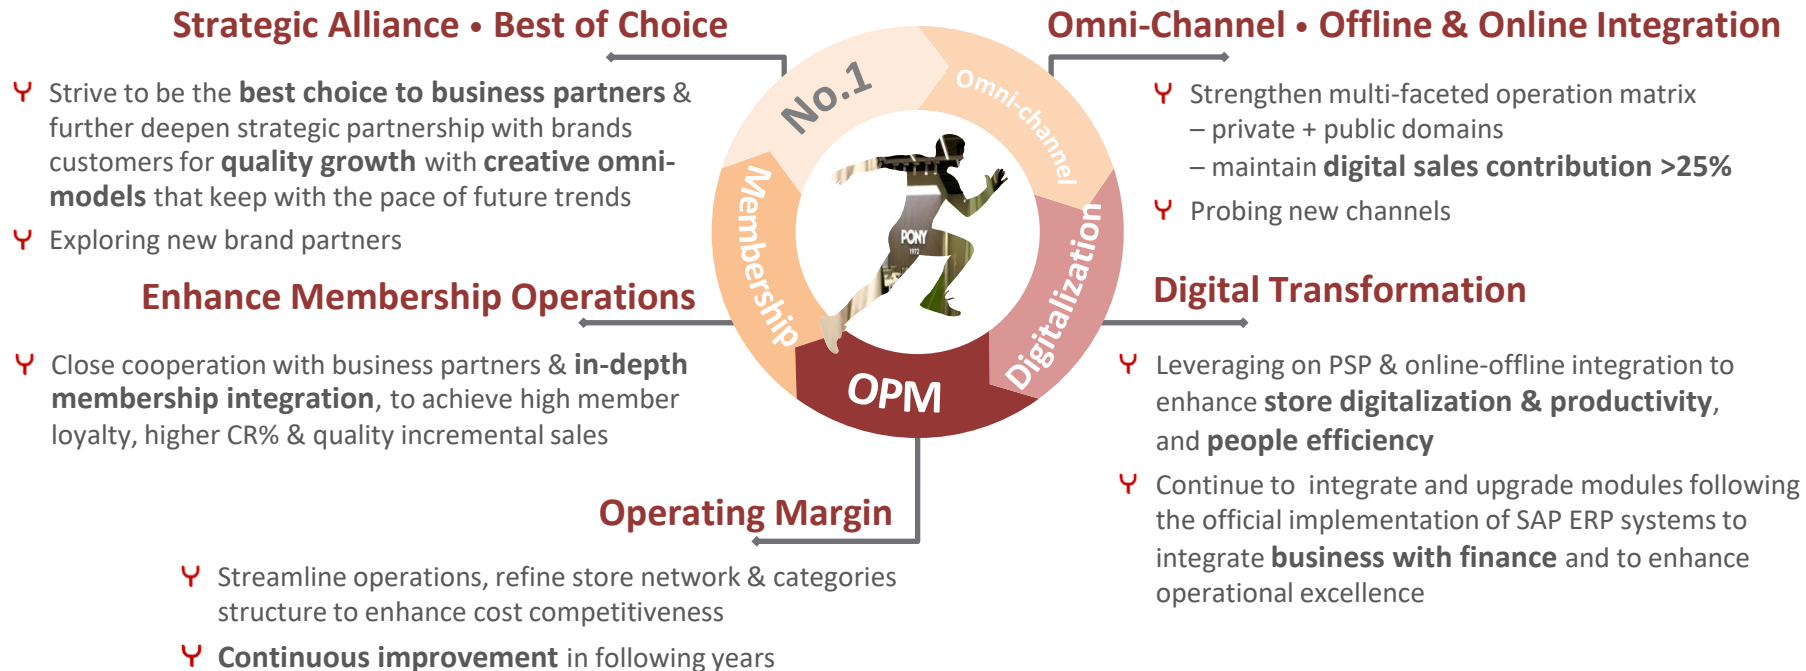 Strategic Alliance • Best of Choice
Strive to be the best choice to business partners &
further deepen strategic partnership with brands
customers for quality growth with creative omni-
models that keep with the pace of future trends
Exploring new brand partners
Enhance Membership Operations
Close cooperation with business partners & in-depth
membership integration, to achieve high member
loyalty, higher CR% & quality incremental sales
Operating Margin
Streamline operations, refine store network & categories
structure to enhance cost competitiveness
Continuous improvement in following years
No.1
Omni-channel
Membership
Digitalization
OPM
PONY
1972
Omni-Channel • Offline & Online Integration
Strengthen multi-faceted operation matrix
– private + public domains
– maintain digital sales contribution >25%
Probing new channels
Digital Transformation
Leveraging on PSP & online-offline integration to
enhance store digitalization & productivity,
and people efficiency
Continue to  integrate and upgrade modules following
the official implementation of SAP ERP systems to
integrate business with finance and to enhance
operational excellence